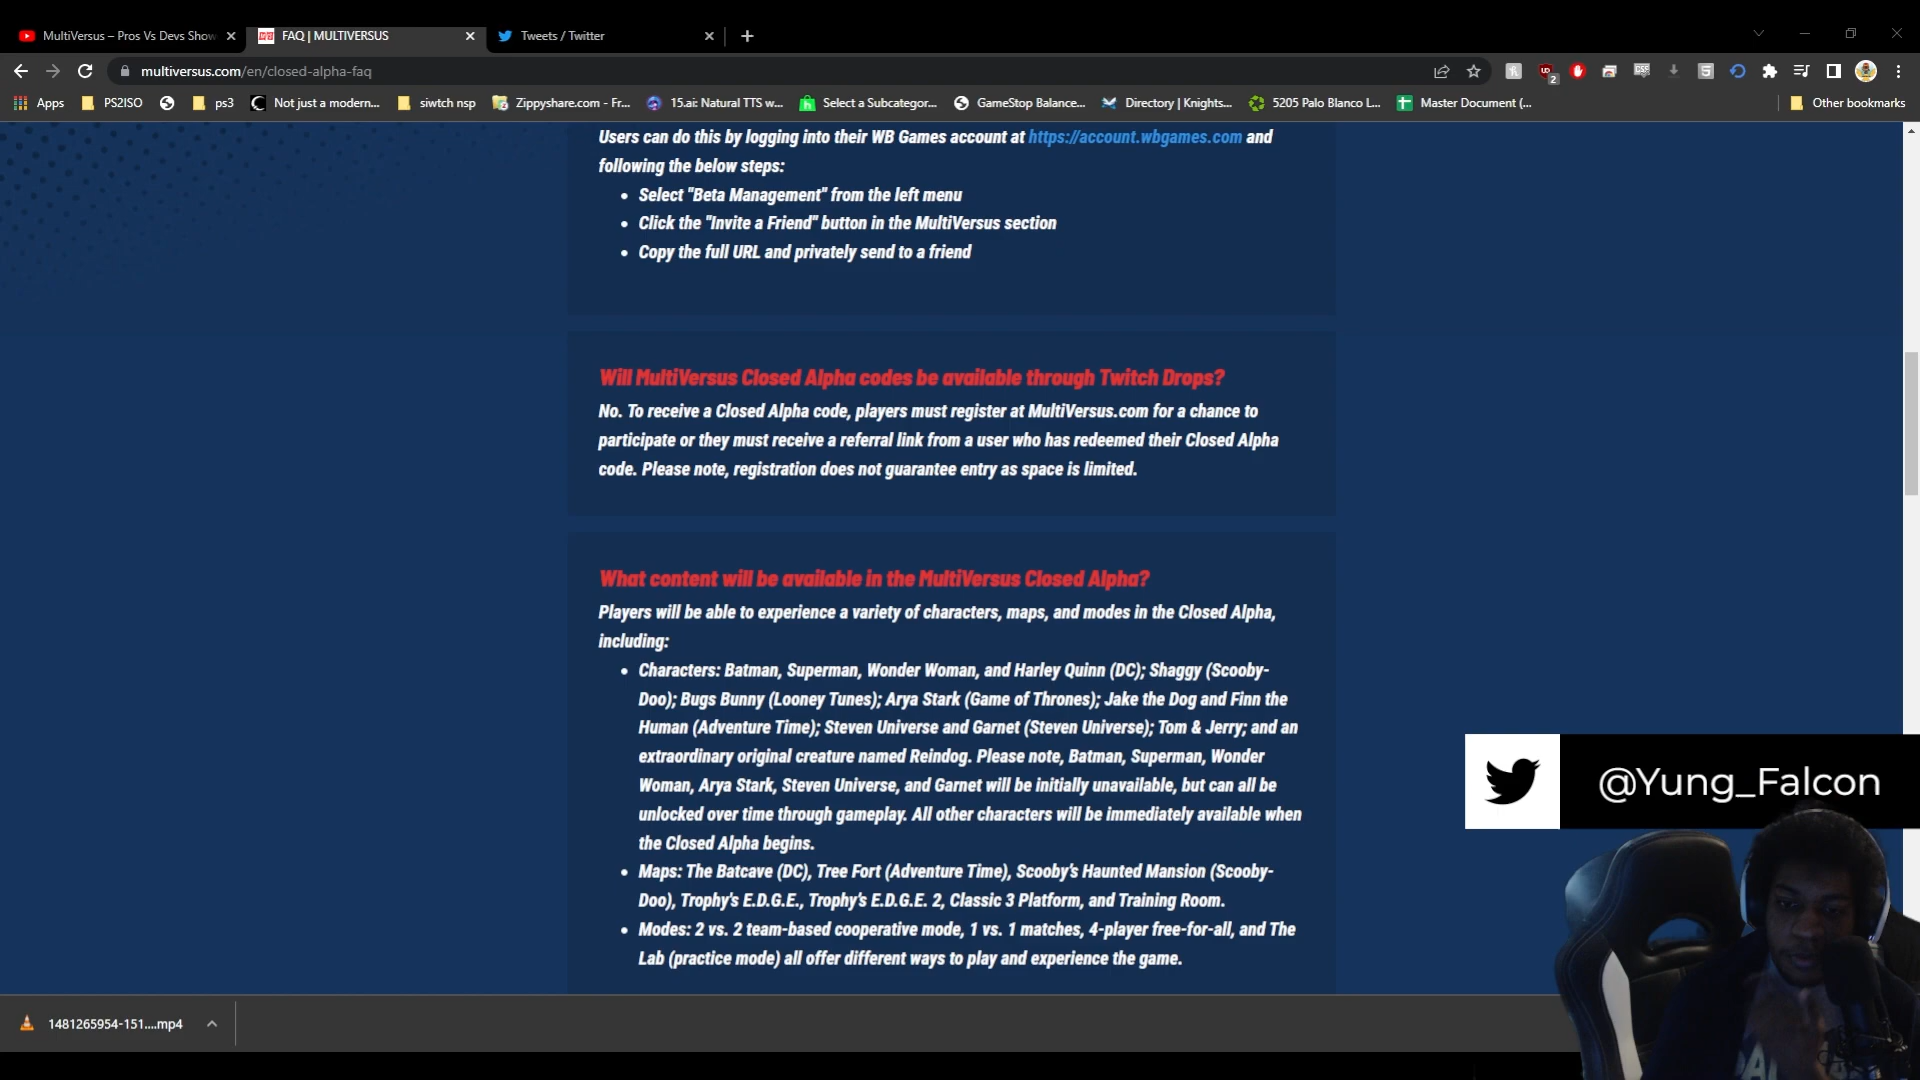 MultiVersus – Pros Vs Devs Show
FAQ | MULTIVERSUS
Tweets / Twitter
multiversus.com/en/closed-alpha-faq
2
Apps
PS2ISO
ps3
Not just a modern...
siwtch nsp
Zippyshare.com - Fr...
15.ai: Natural TTS w...
Select a Subcategor...
GameStop Balance...
Directory | Knights...
5205 Palo Blanco L...
Master Document (...
Other bookmarks
Users can do this by logging into their WB Games account at https://account.wbgames.com and
following the below steps:
• Select "Beta Management" from the left menu
• Click the "Invite a Friend" button in the MultiVersus section
• Copy the full URL and privately send to a friend
Will MultiVersus Closed Alpha codes be available through Twitch Drops?
No. To receive a Closed Alpha code, players must register at MultiVersus.com for a chance to
participate or they must receive a referral link from a user who has redeemed their Closed Alpha
code. Please note, registration does not guarantee entry as space is limited.
What content will be available in the MultiVersus Closed Alpha?
Players will be able to experience a variety of characters, maps, and modes in the Closed Alpha,
including:
• Characters: Batman, Superman, Wonder Woman, and Harley Quinn (DC); Shaggy (Scooby-
Doo); Bugs Bunny (Looney Tunes); Arya Stark (Game of Thrones); Jake the Dog and Finn the
Human (Adventure Time); Steven Universe and Garnet (Steven Universe); Tom & Jerry; and an
extraordinary original creature named Reindog. Please note, Batman, Superman, Wonder
Woman, Arya Stark, Steven Universe, and Garnet will be initially unavailable, but can all be
unlocked over time through gameplay. All other characters will be immediately available when
the Closed Alpha begins.
• Maps: The Batcave (DC), Tree Fort (Adventure Time), Scooby's Haunted Mansion (Scooby-
Doo), Trophy's E.D.G.E., Trophy's E.D.G.E. 2, Classic 3 Platform, and Training Room.
• Modes: 2 vs. 2 team-based cooperative mode, 1 vs. 1 matches, 4-player free-for-all, and The
Lab (practice mode) all offer different ways to play and experience the game.
@Yung_Falcon
1481265954-151....mp4